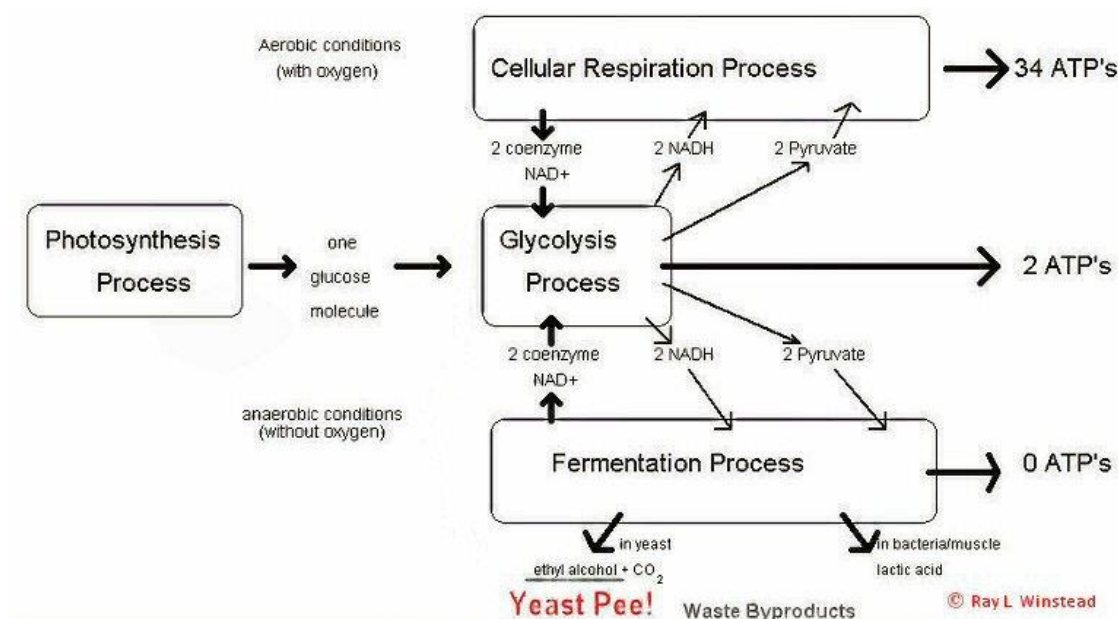 Aerobic conditions
(with oxygen)
Cellular Respiration Process
34 ATP's
2 coenzyme
NAD+
2 NADH
2 Pyruvate
Photosynthesis
Process
one
glucose
molecule
Glycolysis
Process
2 ATP's
2 coenzyme
NAD+
2 NADH
2 Pyruvate
anaerobic conditions
(without oxygen)
Fermentation Process
0 ATP's
in yeast
ethyl alcohol + CO2
in bacteria/muscle
lactic acid
Yeast Pee!
Waste Byproducts
© Ray L Winstead